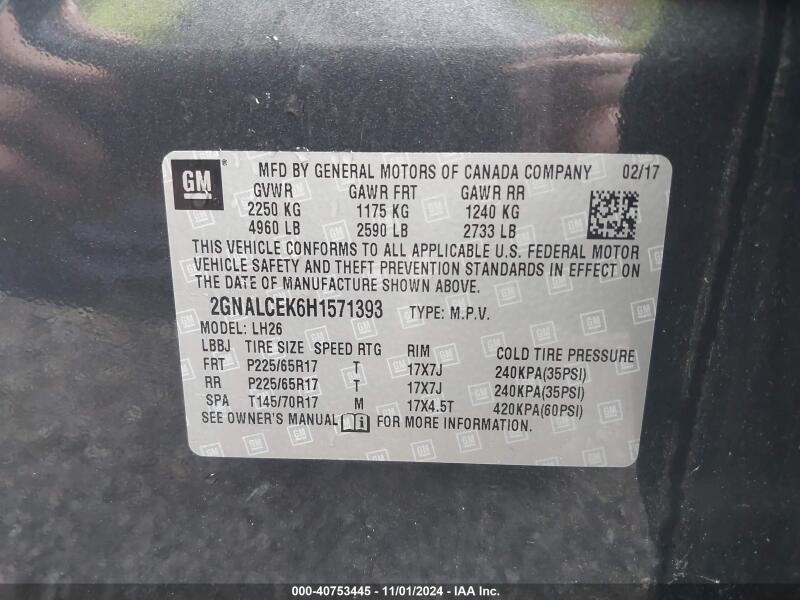 GM ® MFD BY GENERAL MOTORS OF CANADA COMPANY 02/17
GVWR GAWR FRT GAWR RR
2250 KG 1175 KG 1240 KG
4960 LB 2590 LB 2733 LB
THIS VEHICLE CONFORMS TO ALL APPLICABLE U.S. FEDERAL MOTOR
VEHICLE SAFETY AND THEFT PREVENTION STANDARDS IN EFFECT ON
THE DATE OF MANUFACTURE SHOWN ABOVE.
2GNALCEK6H1571393 TYPE: M.P.V.
MODEL: LH26
LBBJ TIRE SIZE SPEED RTG RIM COLD TIRE PRESSURE
FRT P225/65R17 T 17X7J 240KPA(35PSI)
RR P225/65R17 T 17X7J 240KPA(35PSI)
SPA T145/70R17 M 17X4.5T 420KPA(60PSI)
SEE OWNER'S MANUAL FOR MORE INFORMATION.
000-40753445 - 11/01/2024 - IAA Inc.